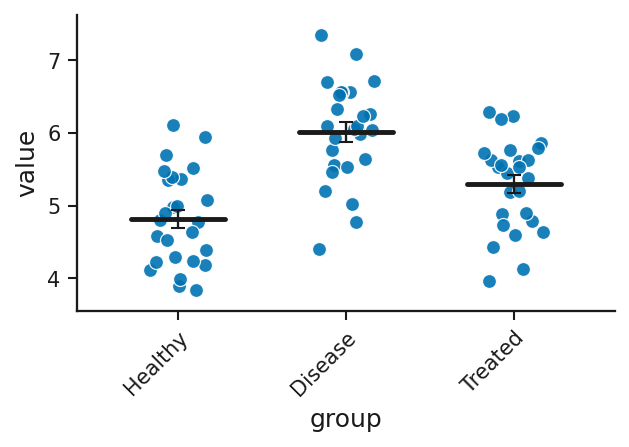 7
6
5
4
value
Healthy
Disease
Treated
group